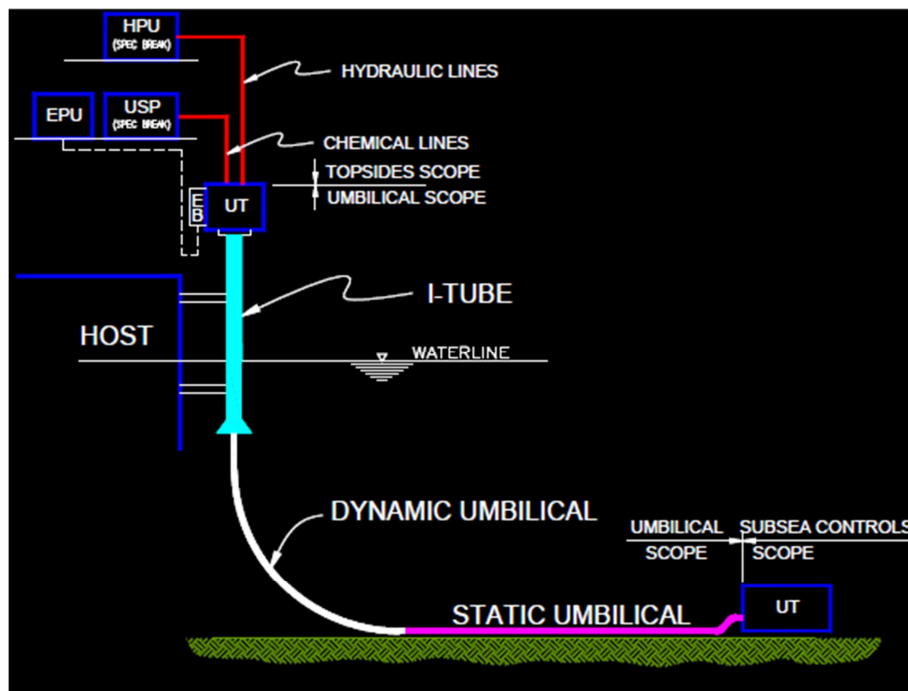 HPU
(SPEC BREAK)
HYDRAULIC LINES
EPU
USP
(SPEC BREAK)
CHEMICAL LINES
TOPSIDES SCOPE
UMBILICAL SCOPE
EB
UT
I-TUBE
HOST
WATERLINE
DYNAMIC UMBILICAL
UMBILICAL SCOPE
SUBSEA CONTROLS SCOPE
STATIC UMBILICAL
UT